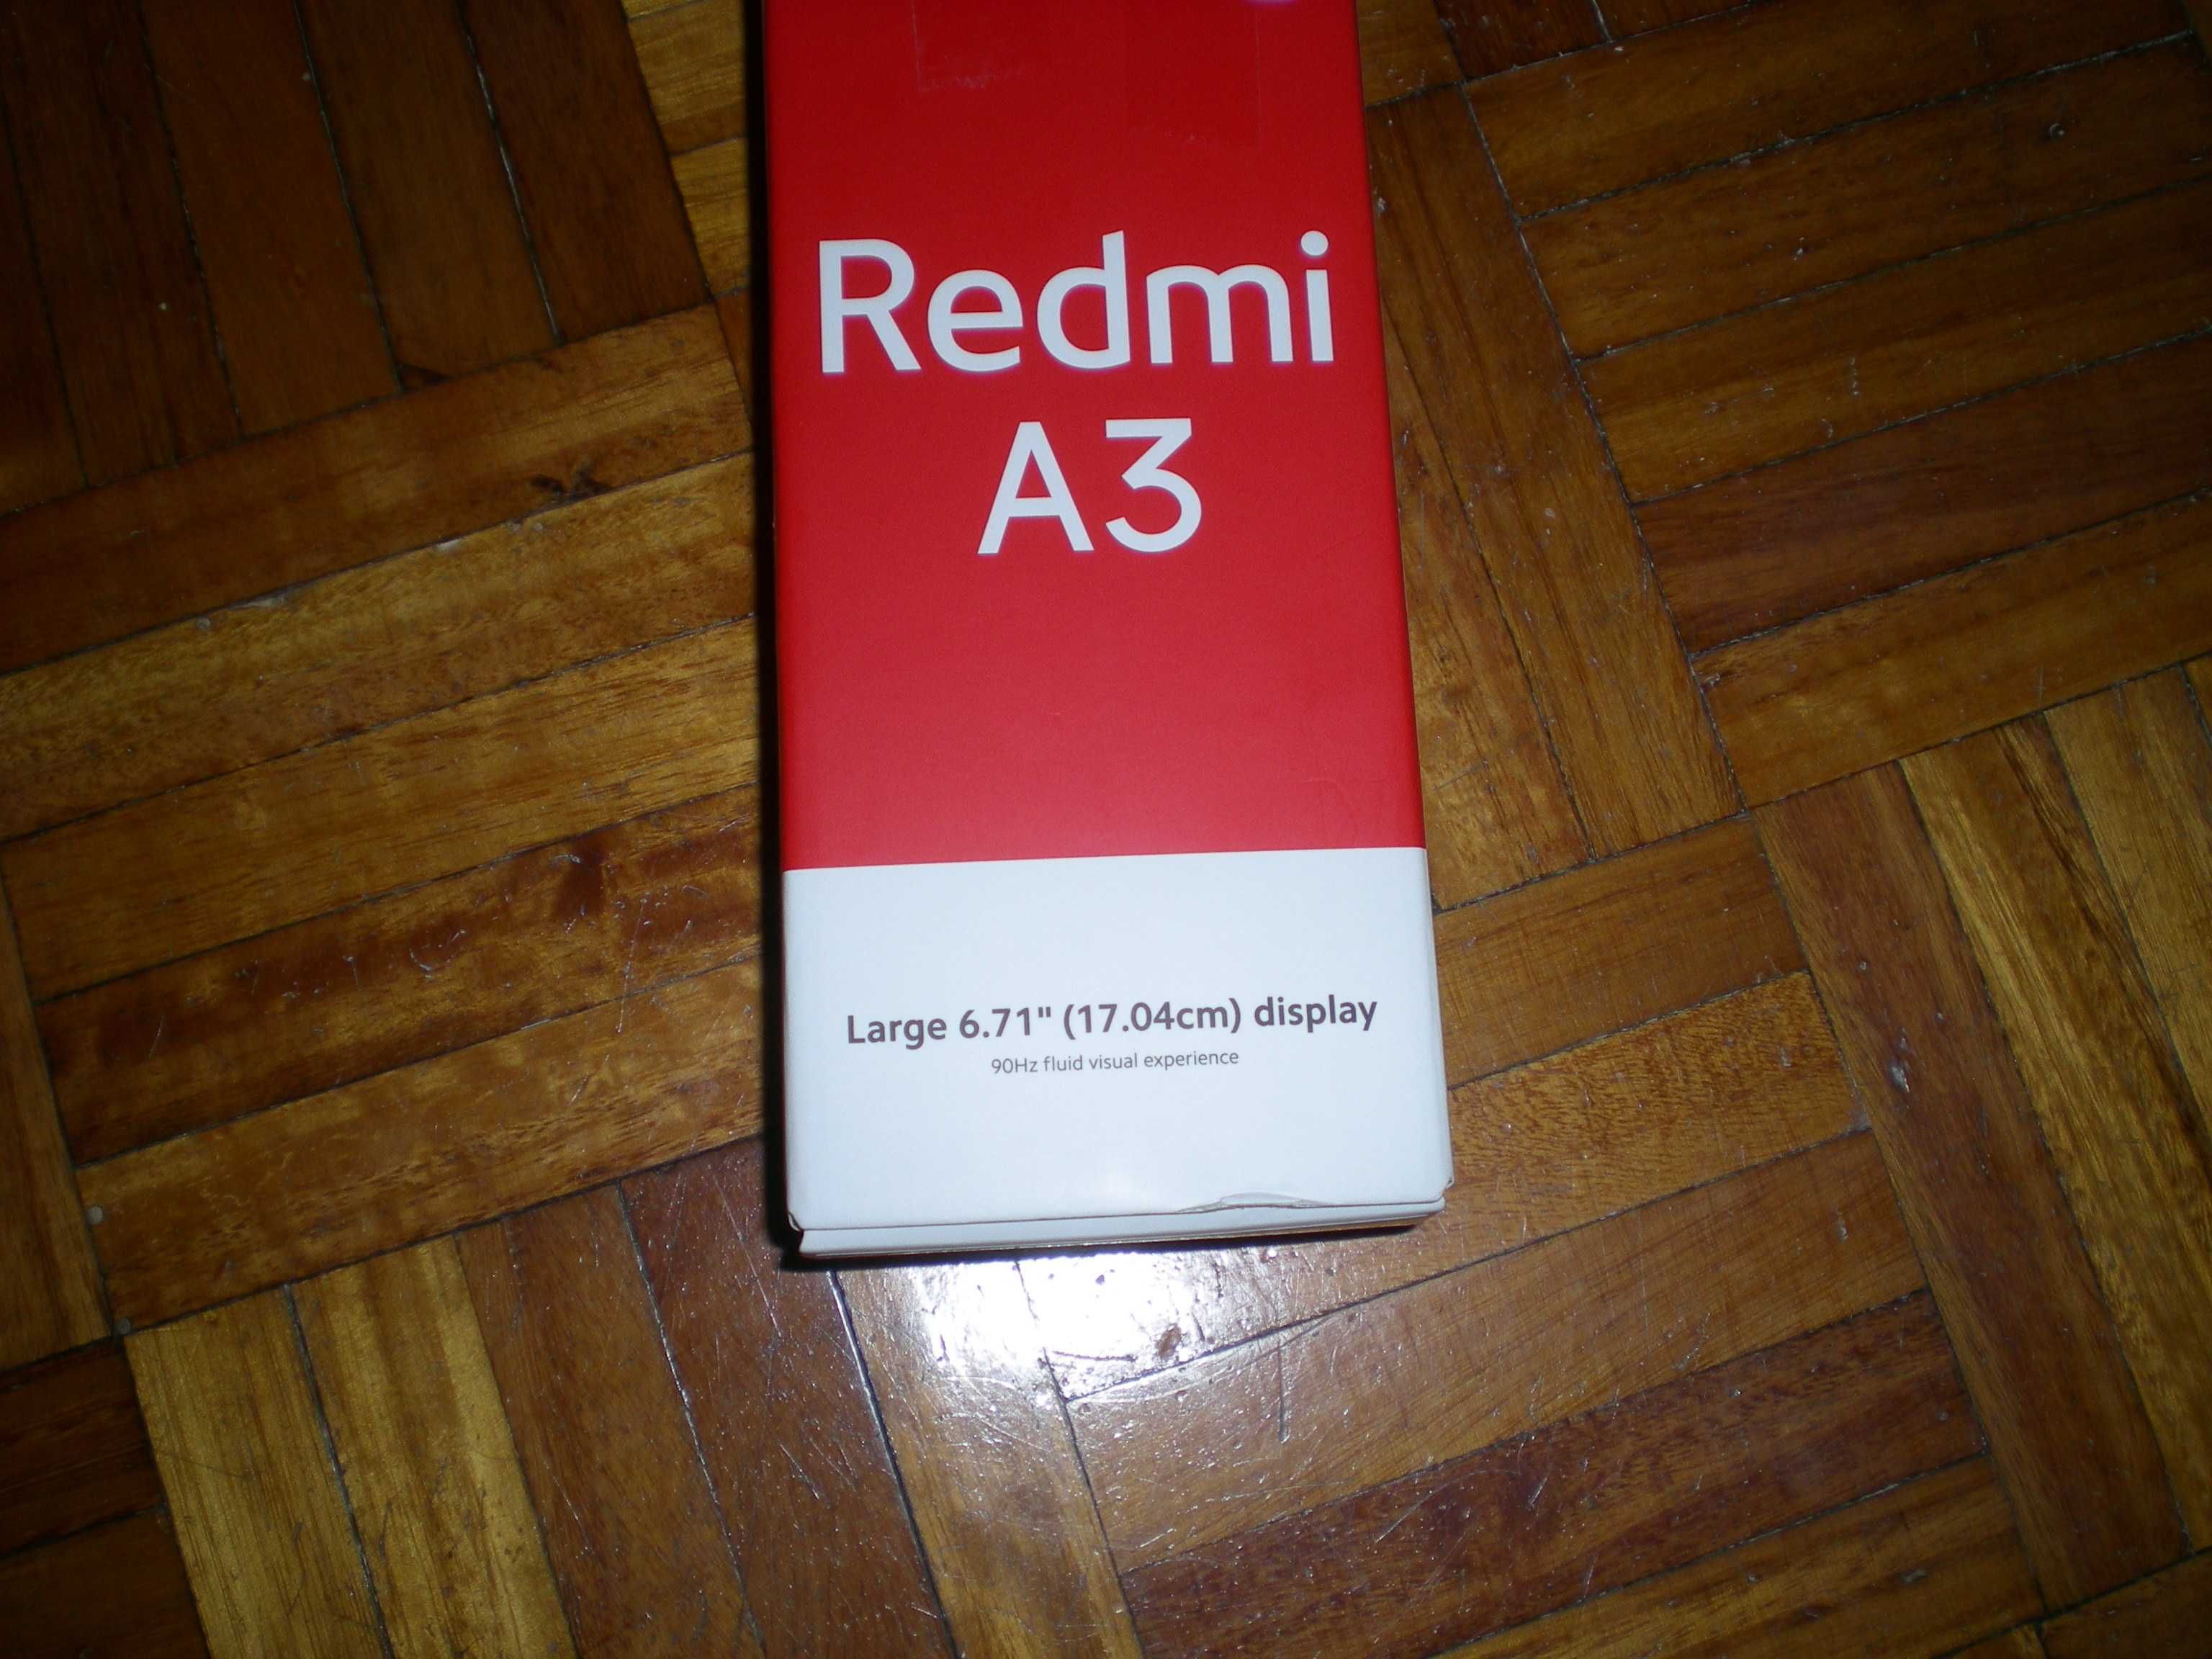 Redmi
A3
Large 6.71" (17.04cm) display
90Hz fluid visual experience